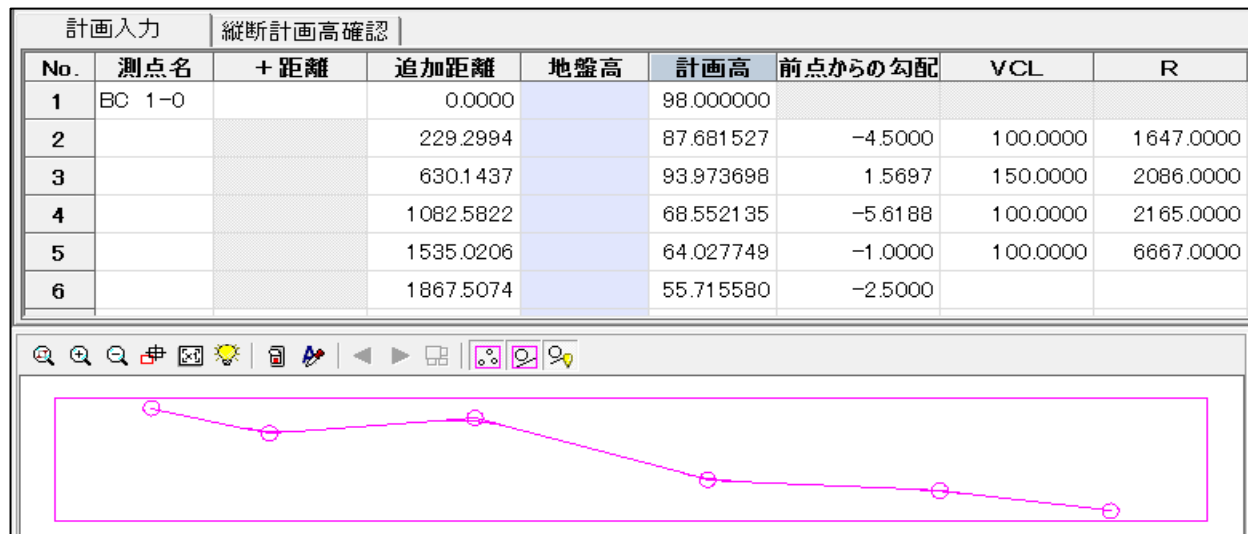 計画入力 縦断計画高確認
No. 測点名 +距離 追加距離 地盤高 計画高 前点からの勾配 VCL R
1 BC 1-0 0.0000 98.000000
2 229.2994 87.681527 -4.5000 100.0000 1647.0000
3 630.1437 93.973698 1.5697 150.0000 2086.0000
4 1082.5822 68.552135 -5.6188 100.0000 2165.0000
5 1535.0206 64.027749 -1.0000 100.0000 6667.0000
6 1867.5074 55.715580 -2.5000